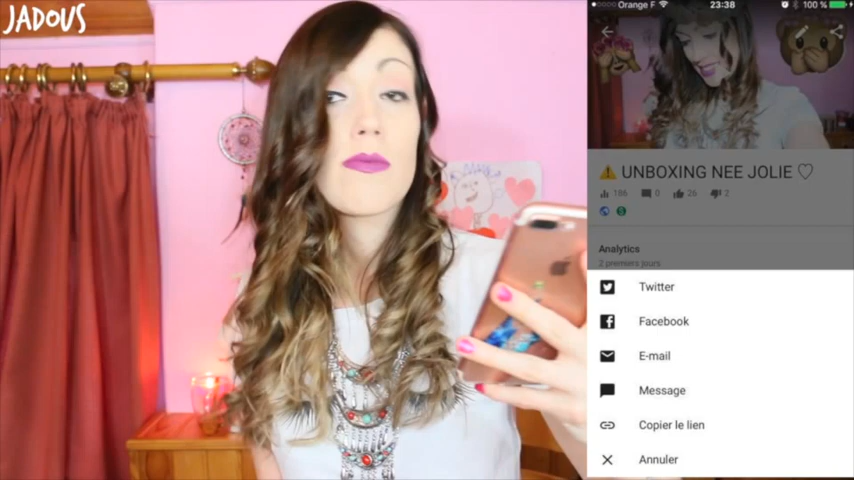 JADOUS
Orange F
23:38
100 %
⚠ UNBOXING NEE JOLIE ♡
196 0 26 2
Analytics
2 premiers jours
Twitter
Facebook
E-mail
Message
Copier le lien
Annuler